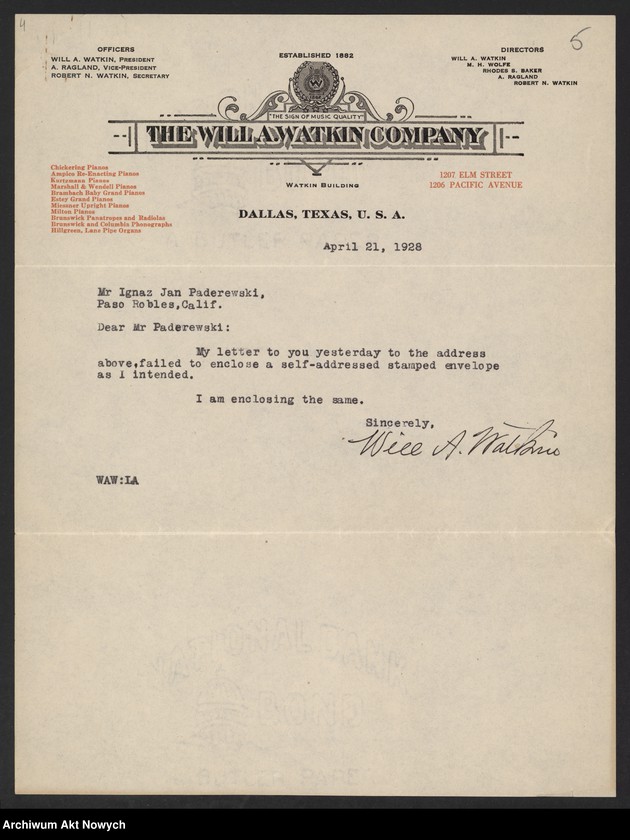 4
5
OFFICERS
WILL A. WATKIN, PRESIDENT
A. RAGLAND, VICE-PRESIDENT
ROBERT N. WATKIN, SECRETARY
ESTABLISHED 1882
DIRECTORS
WILL A. WATKIN
M. H. WOLFE
RHODES S. BAKER
A. RAGLAND
ROBERT N. WATKIN
W
"THE SIGN OF MUSIC QUALITY"
THE WILL A. WATKIN COMPANY
WATKIN BUILDING
Chickering Pianos
Ampico Re-Enacting Pianos
Kurtzmann Pianos
Marshall & Wendell Pianos
Brambach Baby Grand Pianos
Estey Grand Pianos
Miessner Upright Pianos
Milton Pianos
Brunswick Panatropes and Radiolas
Brunswick and Columbia Phonographs
Hillgreen, Lane Pipe Organs
1207 ELM STREET
1206 PACIFIC AVENUE
DALLAS, TEXAS, U. S. A.
April 21, 1928
Mr Ignaz Jan Paderewski,
Paso Robles,Calif.
Dear Mr Paderewski:
My letter to you yesterday to the address
above,failed to enclose a self-addressed stamped envelope
as I intended.
I am enclosing the same.
Sincerely,
Will A. Watkin
WAW:LA
Archiwum Akt Nowych